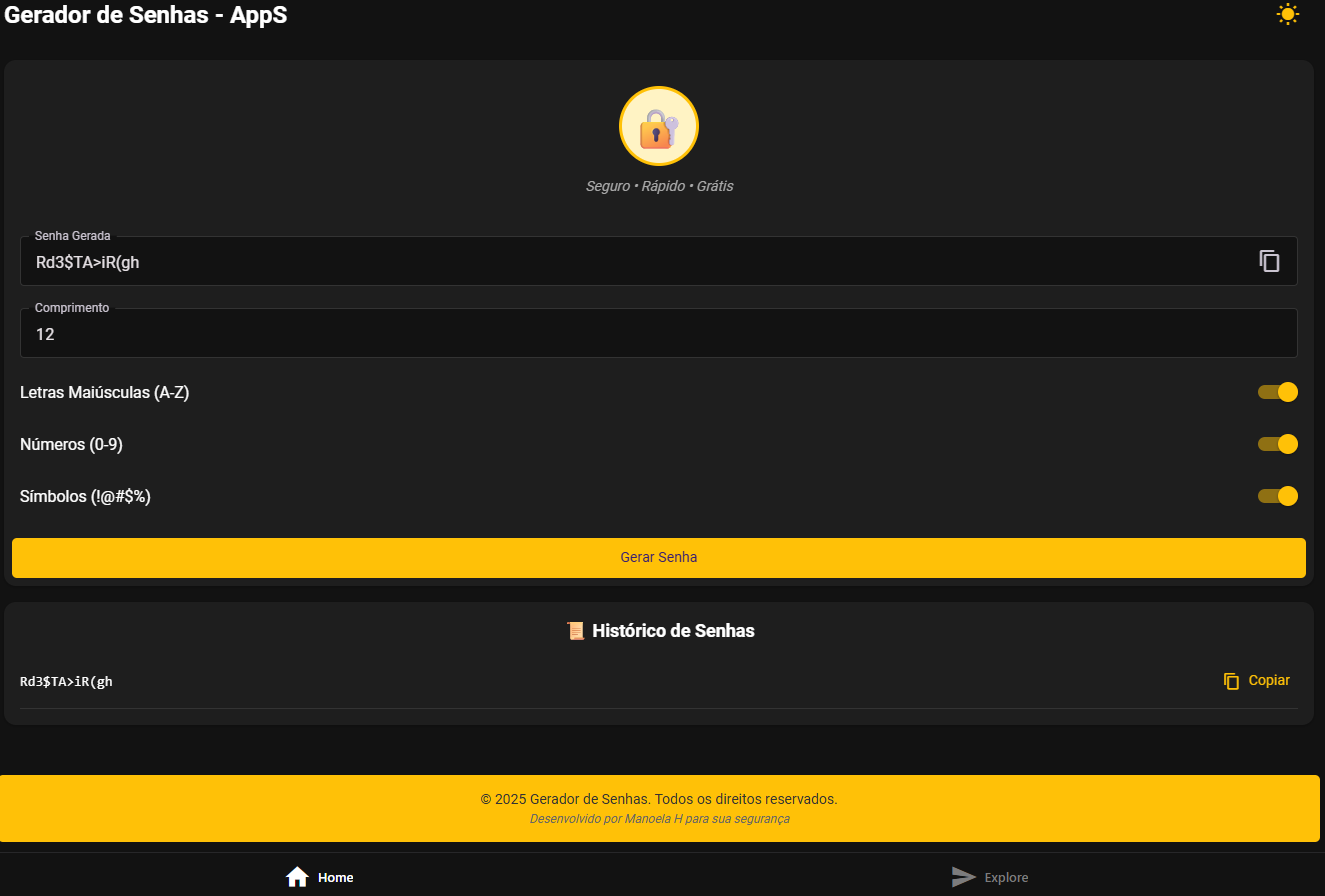 Gerador de Senhas - AppS
Seguro • Rápido • Grátis
Senha Gerada
Rd3$TA>iR(gh
Comprimento
12
Letras Maiúsculas (A-Z)
Números (0-9)
Símbolos (!@#$%)
Gerar Senha
📜 Histórico de Senhas
Rd3$TA>iR(gh Copiar
© 2025 Gerador de Senhas. Todos os direitos reservados.
Desenvolvido por Manoela H para sua segurança
Home Explore